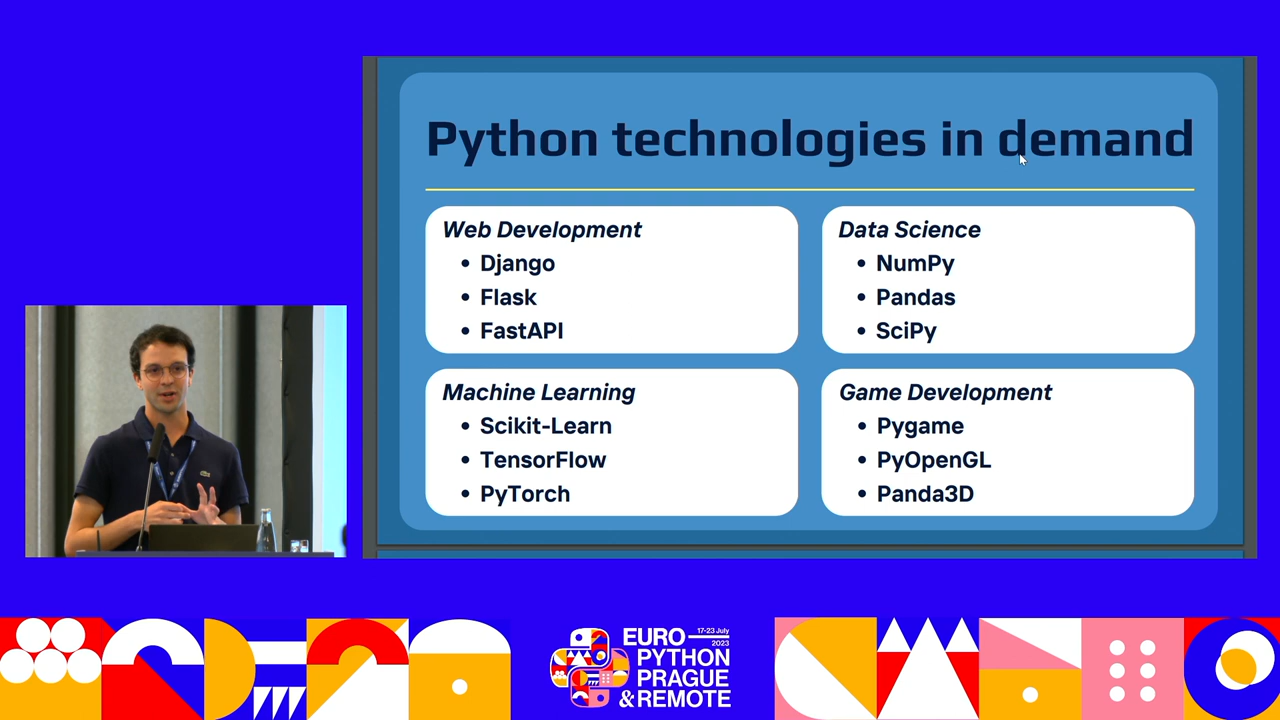 Python technologies in demand
Web Development
• Django
• Flask
• FastAPI
Data Science
• NumPy
• Pandas
• SciPy
Machine Learning
• Scikit-Learn
• TensorFlow
• PyTorch
Game Development
• Pygame
• PyOpenGL
• Panda3D
EURO 17-23 July 2023
PYTHON
PRAGUE
& REMOTE